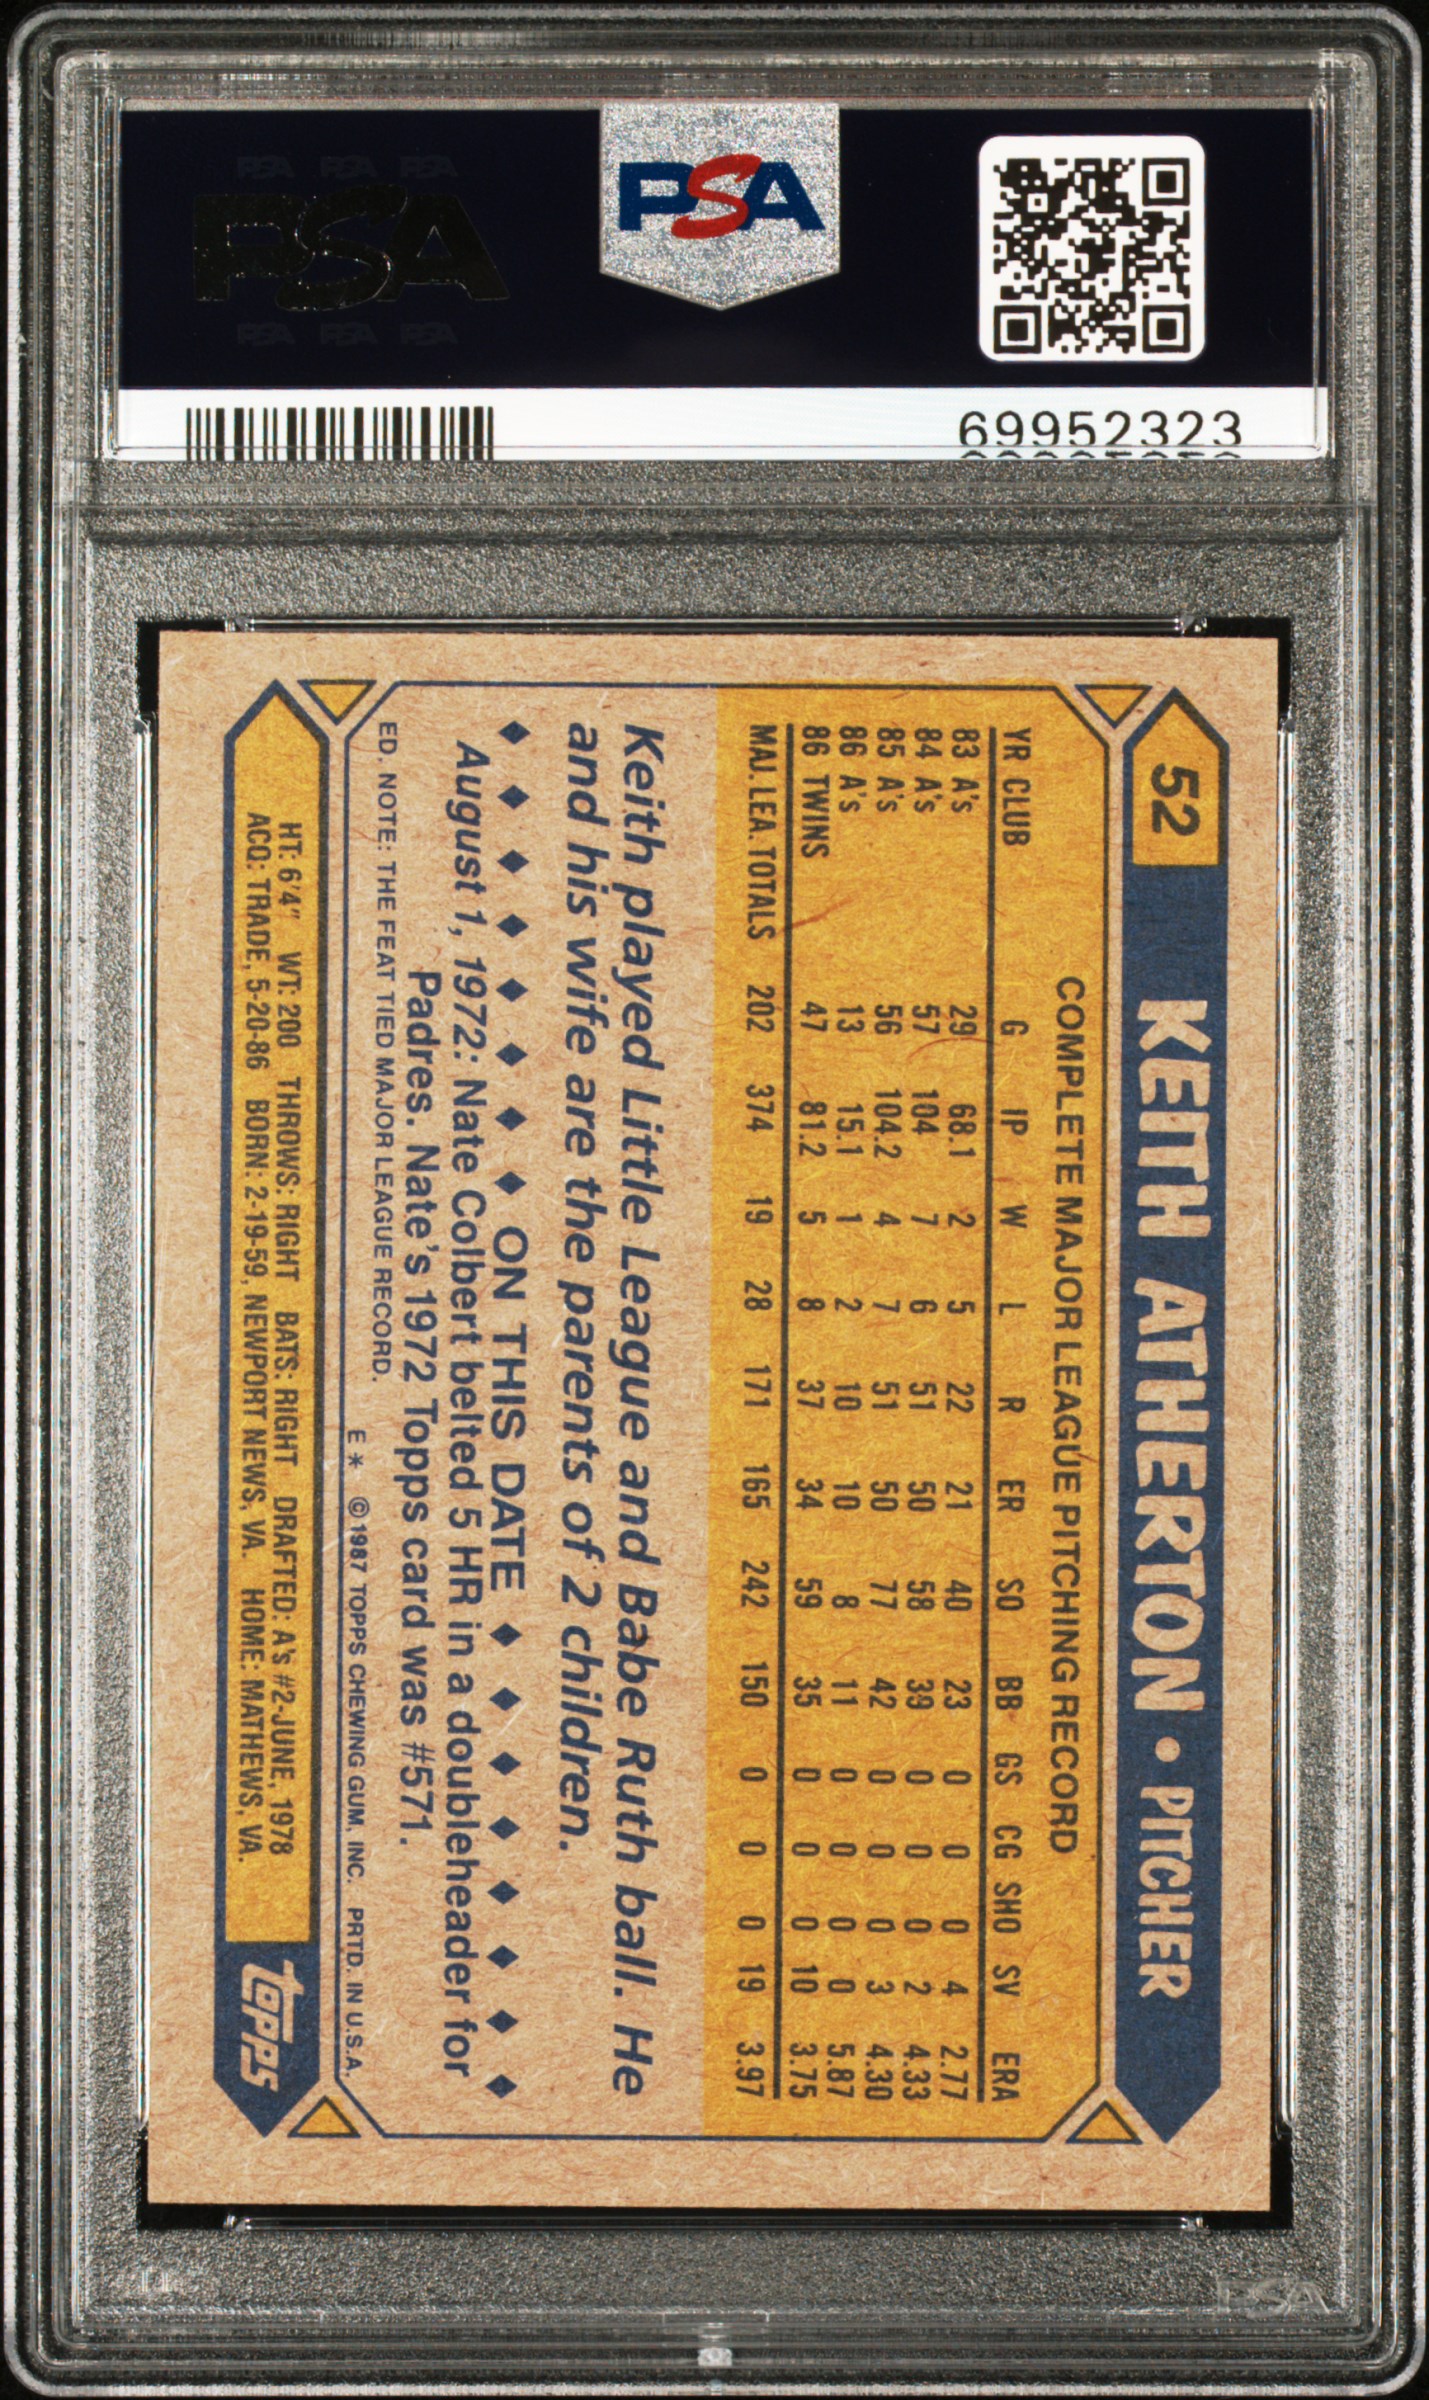 PSA PSA PSA
PSA
PSA PSA PSA
PSA
69952323
52 KEITH ATHERTON • PITCHER
COMPLETE MAJOR LEAGUE PITCHING RECORD
YR CLUB G IP W L R ER SO BB GS CG SHO SV ERA
83 A's 29 68.1 2 5 22 21 40 23 0 0 0 4 2.77
84 A's 57 104 7 6 51 50 58 39 0 0 0 2 4.33
85 A's 56 104.2 4 7 51 50 77 42 0 0 0 3 4.30
86 A's 13 15.1 1 2 10 10 8 11 0 0 0 0 5.87
86 TWINS 47 81.2 5 8 37 34 59 35 0 0 0 10 3.75
MAJ. LEA. TOTALS 202 374 19 28 171 165 242 150 0 0 0 19 3.97
Keith played Little League and Babe Ruth ball. He
and his wife are the parents of 2 children.
◆ ◆ ◆ ◆ ◆ ◆ ◆ ◆ ON THIS DATE ◆ ◆ ◆ ◆ ◆ ◆ ◆ ◆
August 1, 1972: Nate Colbert belted 5 HR in a doubleheader for
Padres. Nate's 1972 Topps card was #571.
ED. NOTE: THE FEAT TIED MAJOR LEAGUE RECORD. E* © 1987 TOPPS CHEWING GUM, INC. PRTD. IN U.S.A.
HT: 6'4" WT: 200 THROWS: RIGHT BATS: RIGHT DRAFTED: A's #2-JUNE, 1978
ACQ: TRADE, 5-20-86 BORN: 2-19-59, NEWPORT NEWS, VA. HOME: MATHEWS, VA.
topps
PSA